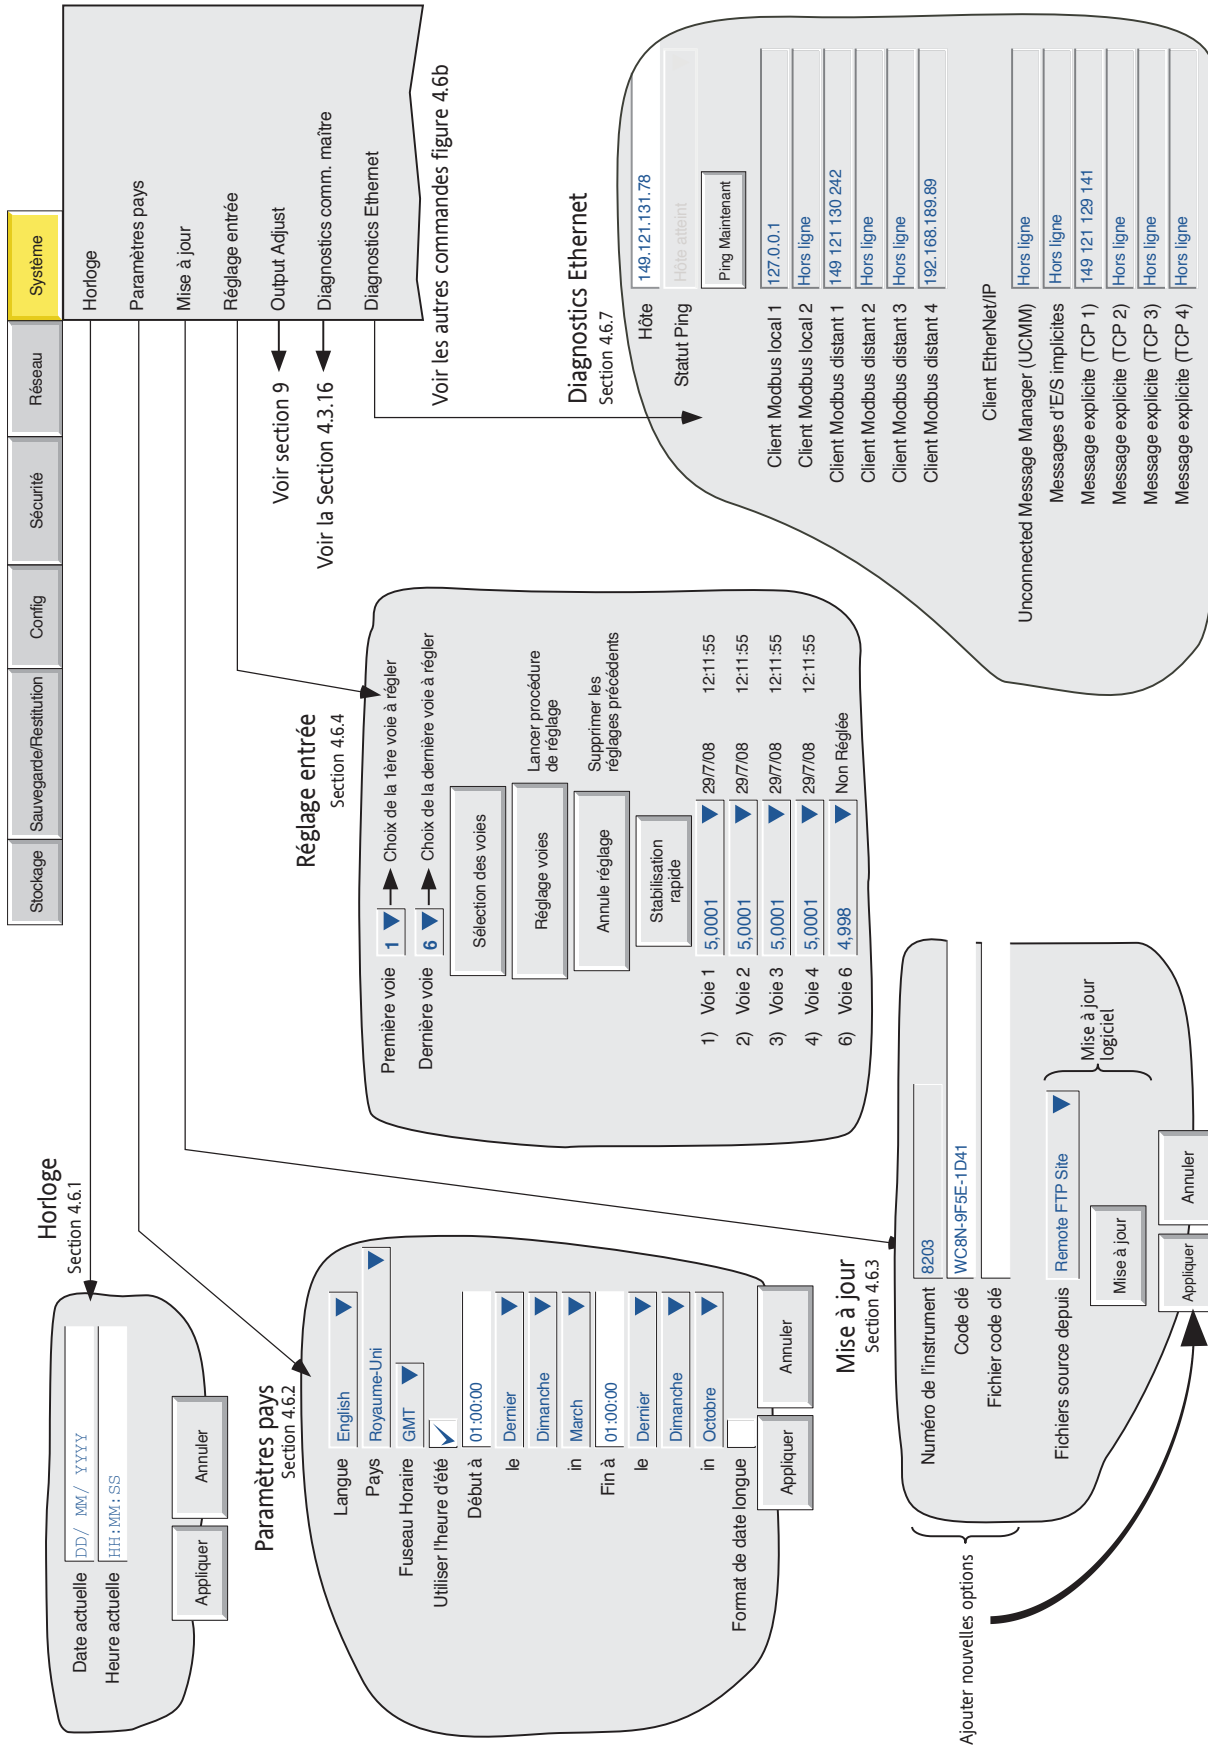 Stockage
Sauvegarde/Restitution
Config
Sécurité
Réseau
Système
Horloge
Paramètres pays
Mise à jour
Réglage entrée
Output Adjust
Diagnostics comm. maître
Diagnostics Ethernet
Voir section 9
Voir la Section 4.3.16
Voir les autres commandes figure 4.6b
Horloge
Section 4.6.1
Date actuelle DD/ MM/ YYYY
Heure actuelle HH:MM:SS
Appliquer
Annuler
Paramètres pays
Section 4.6.2
Langue English
Pays Royaume-Uni
Fuseau Horaire GMT
Utiliser l'heure d'été
Début à 01:00:00
le Dernier
Dimanche
in March
Fin à 01:00:00
le Dernier
Dimanche
in Octobre
Format de date longue
Appliquer
Annuler
Réglage entrée
Section 4.6.4
Première voie 1 Choix de la 1ère voie à régler
Dernière voie 6 Choix de la dernière voie à régler
Sélection des voies
Réglage voies
Lancer procédure
de réglage
Annule réglage
Supprimer les
réglages précédents
Stabilisation
rapide
1) Voie 1 5,0001 29/7/08 12:11:55
2) Voie 2 5,0001 29/7/08 12:11:55
3) Voie 3 5,0001 29/7/08 12:11:55
4) Voie 4 5,0001 29/7/08 12:11:55
6) Voie 6 4,998 Non Réglée
Mise à jour
Section 4.6.3
Numéro de l'instrument 8203
Code clé WC8N-9F5E-1D41
Fichier code clé
Fichiers source depuis Remote FTP Site
Mise à jour
Mise à jour
logiciel
Appliquer
Annuler
Ajouter nouvelles options
Diagnostics Ethernet
Section 4.6.7
Hôte 149.121.131.78
Statut Ping Hôte atteint
Ping Maintenant
Client Modbus local 1 127.0.0.1
Client Modbus local 2 Hors ligne
Client Modbus distant 1 149 121 130 242
Client Modbus distant 2 Hors ligne
Client Modbus distant 3 Hors ligne
Client Modbus distant 4 192.168.189.89
Client EtherNet/IP
Unconnected Message Manager (UCMM) Hors ligne
Messages d'E/S implicites Hors ligne
Message explicite (TCP 1) 149 121 129 141
Message explicite (TCP 2) Hors ligne
Message explicite (TCP 3) Hors ligne
Message explicite (TCP 4) Hors ligne